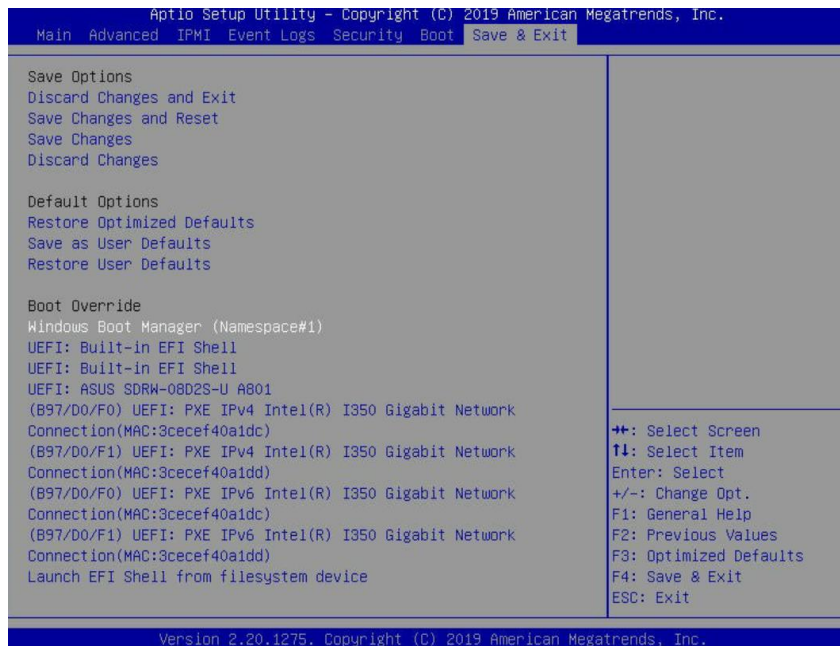 Aptio Setup Utility – Copyright (C) 2019 American Megatrends, Inc.
Main Advanced IPMI Event Logs Security Boot Save & Exit
Save Options
Discard Changes and Exit
Save Changes and Reset
Save Changes
Discard Changes
Default Options
Restore Optimized Defaults
Save as User Defaults
Restore User Defaults
Boot Override
Windows Boot Manager (Namespace#1)
UEFI: Built-in EFI Shell
UEFI: Built-in EFI Shell
UEFI: ASUS SDRW-08D2S-U A801
(B97/D0/F0) UEFI: PXE IPv4 Intel(R) I350 Gigabit Network
Connection(MAC:3cecef40a1dc)
(B97/D0/F1) UEFI: PXE IPv4 Intel(R) I350 Gigabit Network
Connection(MAC:3cecef40a1dd)
(B97/D0/F0) UEFI: PXE IPv6 Intel(R) I350 Gigabit Network
Connection(MAC:3cecef40a1dc)
(B97/D0/F1) UEFI: PXE IPv6 Intel(R) I350 Gigabit Network
Connection(MAC:3cecef40a1dd)
Launch EFI Shell from filesystem device
→←: Select Screen
↑↓: Select Item
Enter: Select
+/-: Change Opt.
F1: General Help
F2: Previous Values
F3: Optimized Defaults
F4: Save & Exit
ESC: Exit
Version 2.20.1275. Copyright (C) 2019 American Megatrends, Inc.